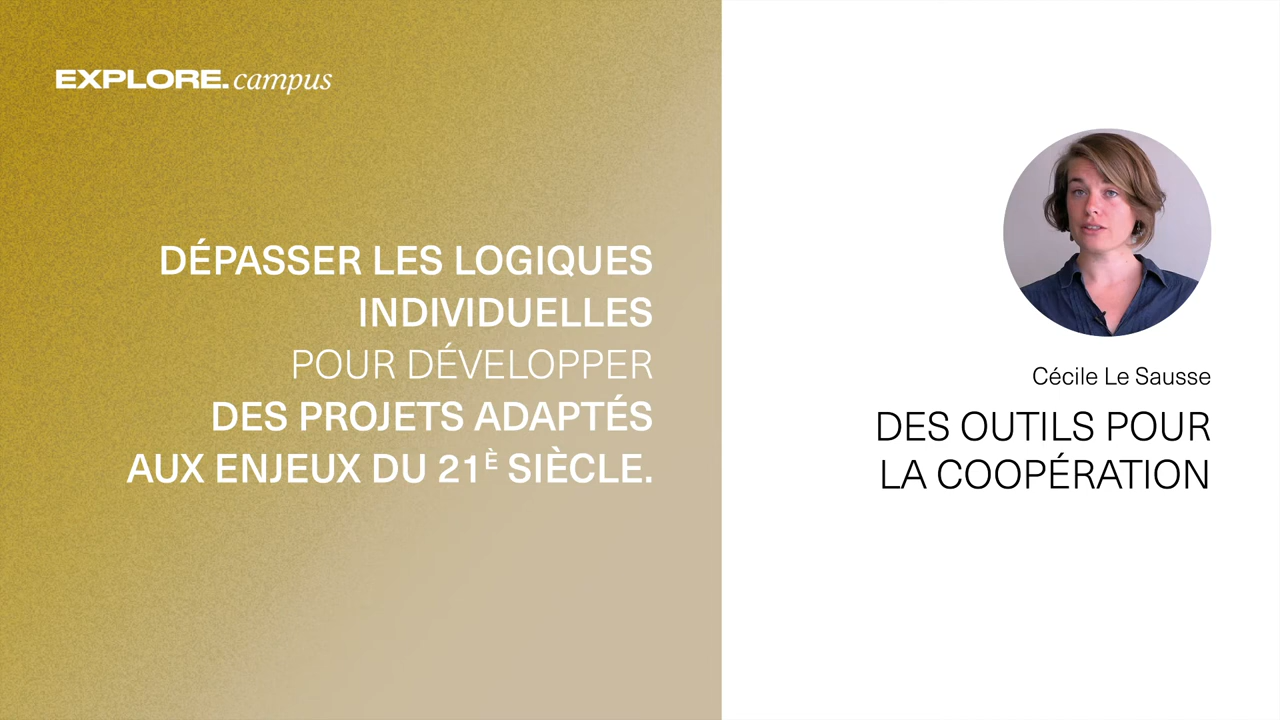 EXPLORE.campus
DÉPASSER LES LOGIQUES
INDIVIDUELLES
POUR DÉVELOPPER
DES PROJETS ADAPTÉS
AUX ENJEUX DU 21È SIÈCLE.
Cécile Le Sausse
DES OUTILS POUR
LA COOPÉRATION